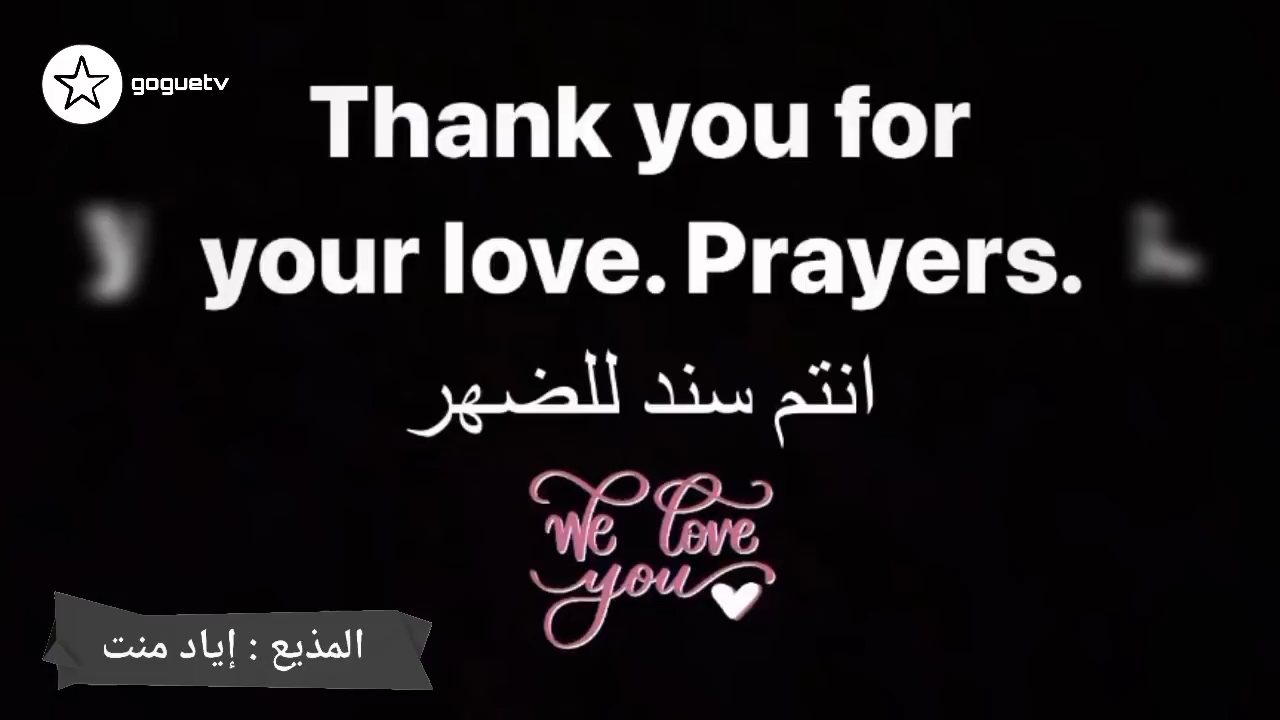 goguetv
Thank you for
your love. Prayers.
انتم سند للضهر
we love
you
المذيع : إياد منت